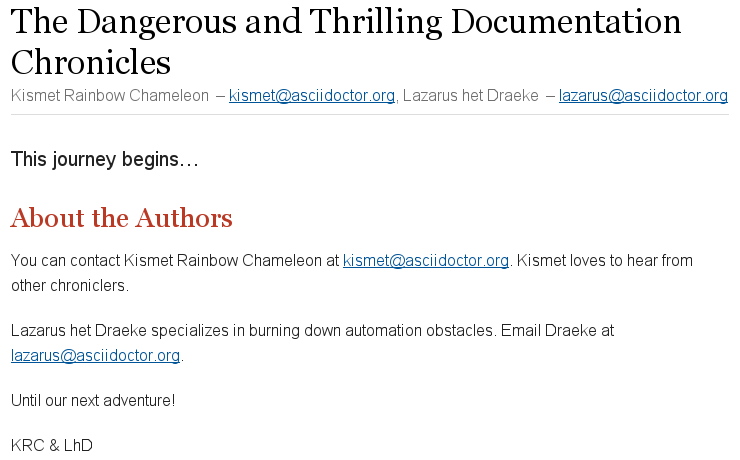 The Dangerous and Thrilling Documentation
Chronicles
Kismet Rainbow Chameleon – kismet@asciidoctor.org, Lazarus het Draeke – lazarus@asciidoctor.org
This journey begins…
About the Authors
You can contact Kismet Rainbow Chameleon at kismet@asciidoctor.org. Kismet loves to hear from
other chroniclers.
Lazarus het Draeke specializes in burning down automation obstacles. Email Draeke at
lazarus@asciidoctor.org.
Until our next adventure!
KRC & LhD